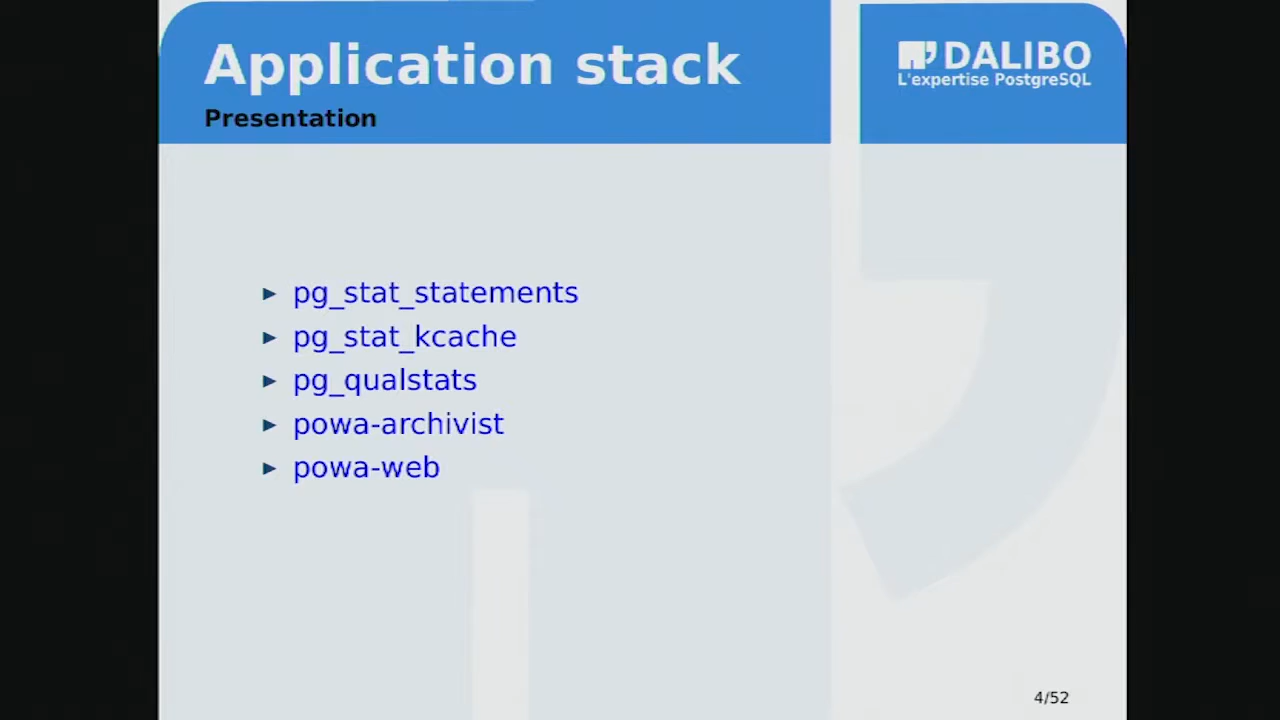 Application stack
Presentation
DALIBO
L'expertise PostgreSQL
pg_stat_statements
pg_stat_kcache
pg_qualstats
powa-archivist
powa-web
4/52